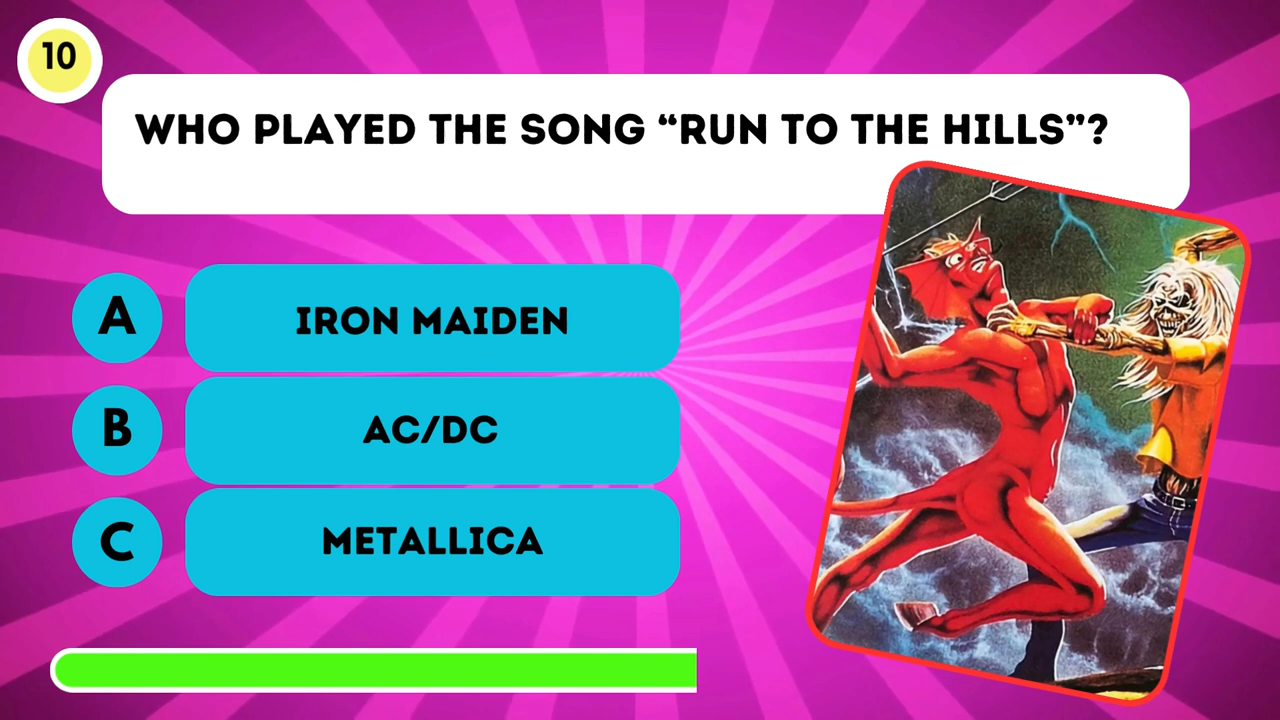 10
WHO PLAYED THE SONG “RUN TO THE HILLS”?
A
IRON MAIDEN
B
AC/DC
C
METALLICA